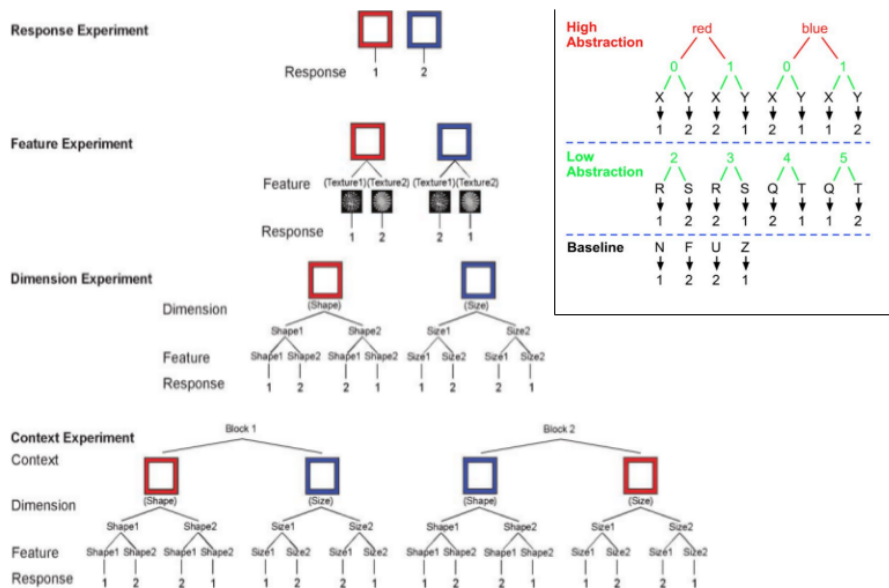 Response Experiment
Response 1 2
Feature Experiment
Feature (Texture1)(Texture2) (Texture1)(Texture2)
Response 1 2 2 1
Dimension Experiment
Dimension (Shape) (Size)
Shape1 Shape2 Size1 Size2
Feature Shape1 Shape2 Shape1 Shape2 Size1 Size2 Size1 Size2
Response 1 2 2 1 1 2 2 1
Context Experiment Block 1 Block 2
Context
Dimension (Shape) (Size) (Shape) (Size)
Shape1 Shape2 Size1 Size2 Shape1 Shape2 Size1 Size2
Feature Shape1 Shape2 Shape1 Shape2 Size1 Size2 Size1 Size2 Shape1 Shape2 Shape1 Shape2 Size1 Size2 Size1 Size2
Response 1 2 2 1 1 2 2 1 1 2 2 1 1 2 2 1
High red blue
Abstraction
0 1 0 1
X Y X Y X Y X Y
1 2 2 1 2 1 1 2
Low 2 3 4 5
Abstraction
R S R S Q T Q T
1 2 2 1 2 1 1 2
Baseline N F U Z
1 2 2 1